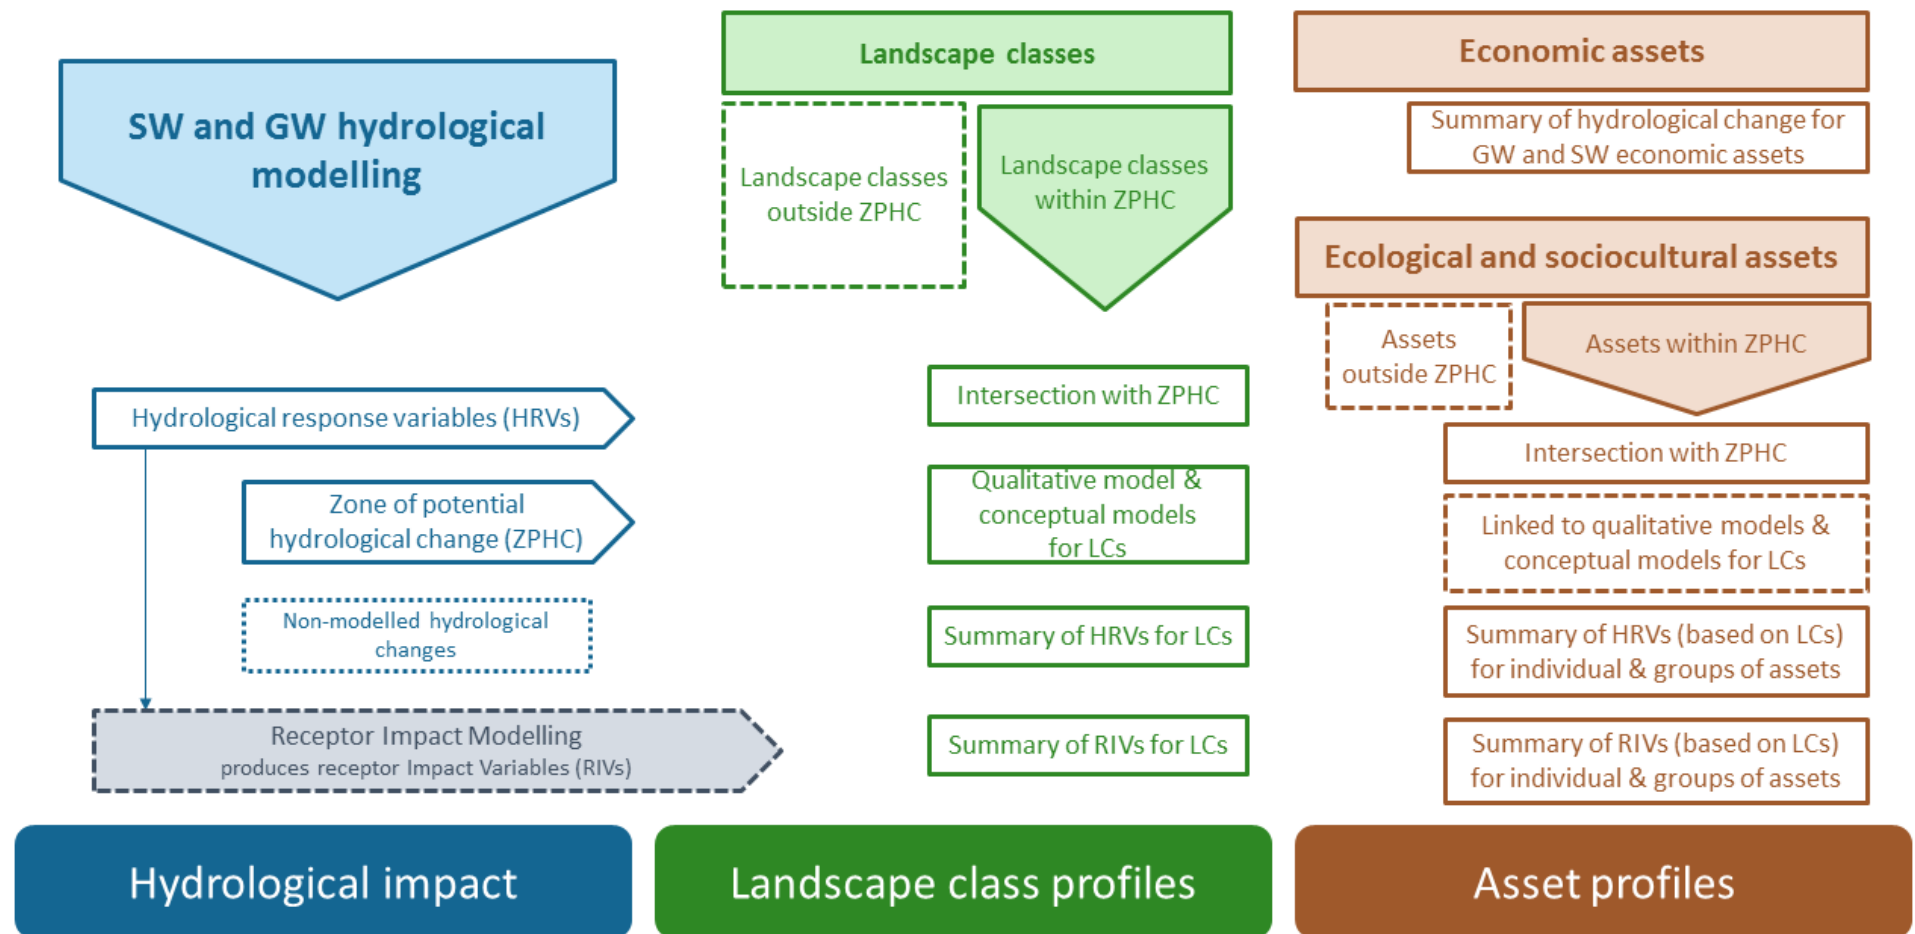 SW and GW hydrological
modelling
Hydrological response variables (HRVs)
Zone of potential
hydrological change (ZPHC)
Non-modelled hydrological
changes
Receptor Impact Modelling
produces receptor Impact Variables (RIVs)
Hydrological impact
Landscape classes
Landscape classes
outside ZPHC
Landscape classes
within ZPHC
Intersection with ZPHC
Qualitative model &
conceptual models
for LCs
Summary of HRVs for LCs
Summary of RIVs for LCs
Landscape class profiles
Economic assets
Summary of hydrological change for
GW and SW economic assets
Ecological and sociocultural assets
Assets
outside ZPHC
Assets within ZPHC
Intersection with ZPHC
Linked to qualitative models &
conceptual models for LCs
Summary of HRVs (based on LCs)
for individual & groups of assets
Summary of RIVs (based on LCs)
for individual & groups of assets
Asset profiles